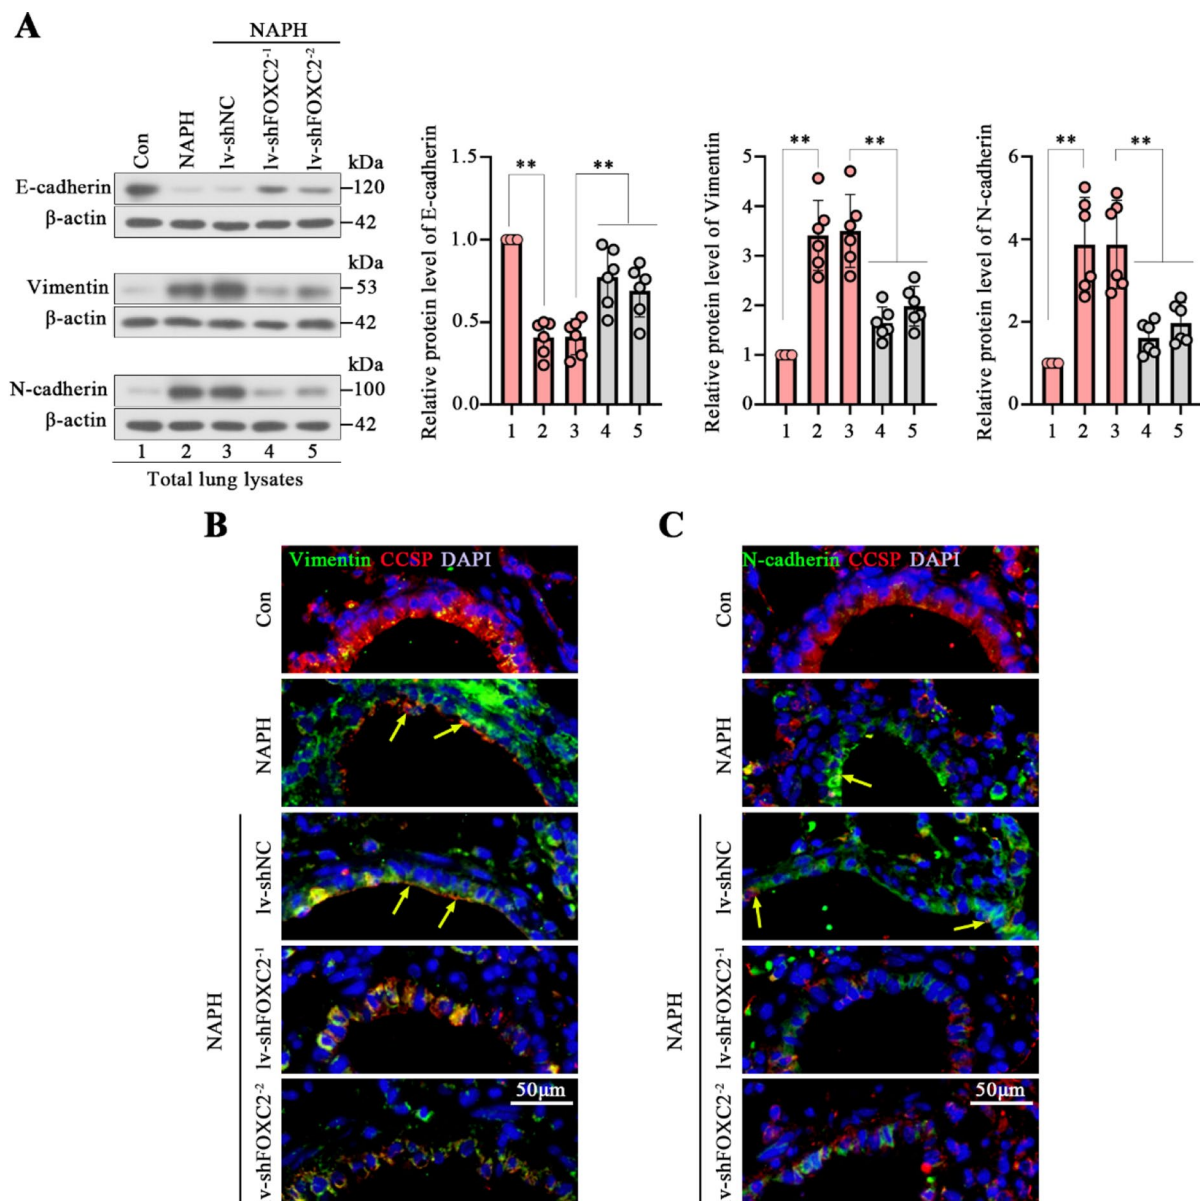 A
NAPH
Con
NAPH
lv-shNC
lv-shFOXC2-1
lv-shFOXC2-2
kDa
E-cadherin 120
β-actin 42
kDa
Vimentin 53
β-actin 42
kDa
N-cadherin 100
β-actin 42
1 2 3 4 5
Total lung lysates
Relative protein level of E-cadherin
1.5
1.0
0.5
0.0
** **
1 2 3 4 5
Relative protein level of Vimentin
5
4
3
2
1
0
** **
1 2 3 4 5
Relative protein level of N-cadherin
6
4
2
0
** **
1 2 3 4 5
B
Vimentin CCSP DAPI
Con
NAPH
NAPH
lv-shNC
lv-shFOXC2-1
v-shFOXC2-2
50μm
C
N-cadherin CCSP DAPI
Con
NAPH
NAPH
lv-shNC
lv-shFOXC2-1
v-shFOXC2-2
50μm